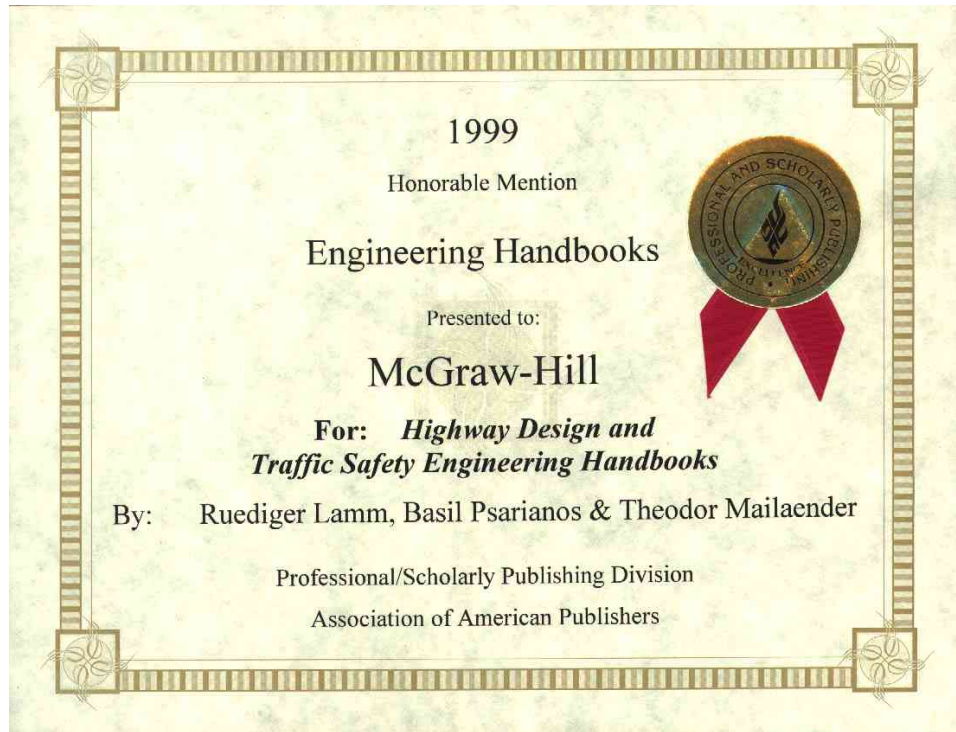 1999
Honorable Mention
Engineering Handbooks
Presented to:
McGraw-Hill
For: Highway Design and
Traffic Safety Engineering Handbooks
By: Ruediger Lamm, Basil Psarianos & Theodor Mailaender
Professional/Scholarly Publishing Division
Association of American Publishers
PROFESSIONAL AND SCHOLARLY PUBLISHING
EXCELLENCE